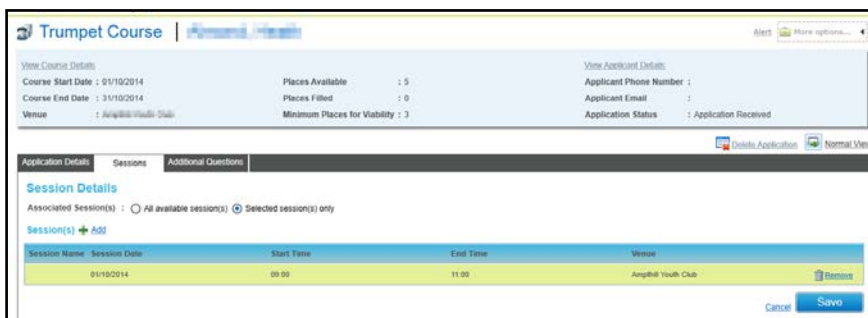 Trumpet Course |
Alert More options...
View Course Details
View Applicant Details
Course Start Date : 01/10/2014 Places Available : 5 Applicant Phone Number :
Course End Date : 31/10/2014 Places Filled : 0 Applicant Email :
Venue : Minimum Places for Viability : 3 Application Status : Application Received
Delete Application Normal View
Application Details Sessions Additional Questions
Session Details
Associated Session(s) : All available session(s) Selected session(s) only
Session(s) Add
Session Name Session Date Start Time End Time Venue
01/10/2014 09:00 11:00 Ampthill Youth Club Remove
Cancel Save